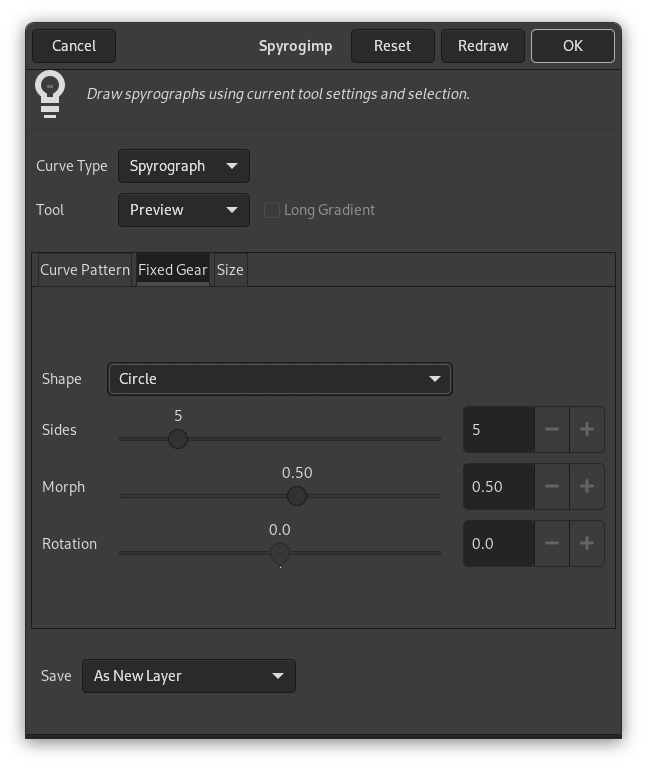 Cancel Spyrogimp Reset Redraw OK
Draw spyrographs using current tool settings and selection.
Curve Type Spyrograph
Tool Preview Long Gradient
Curve Pattern Fixed Gear Size
Shape Circle
5
Sides 5
0.50
Morph 0.50
0.0
Rotation 0.0
Save As New Layer